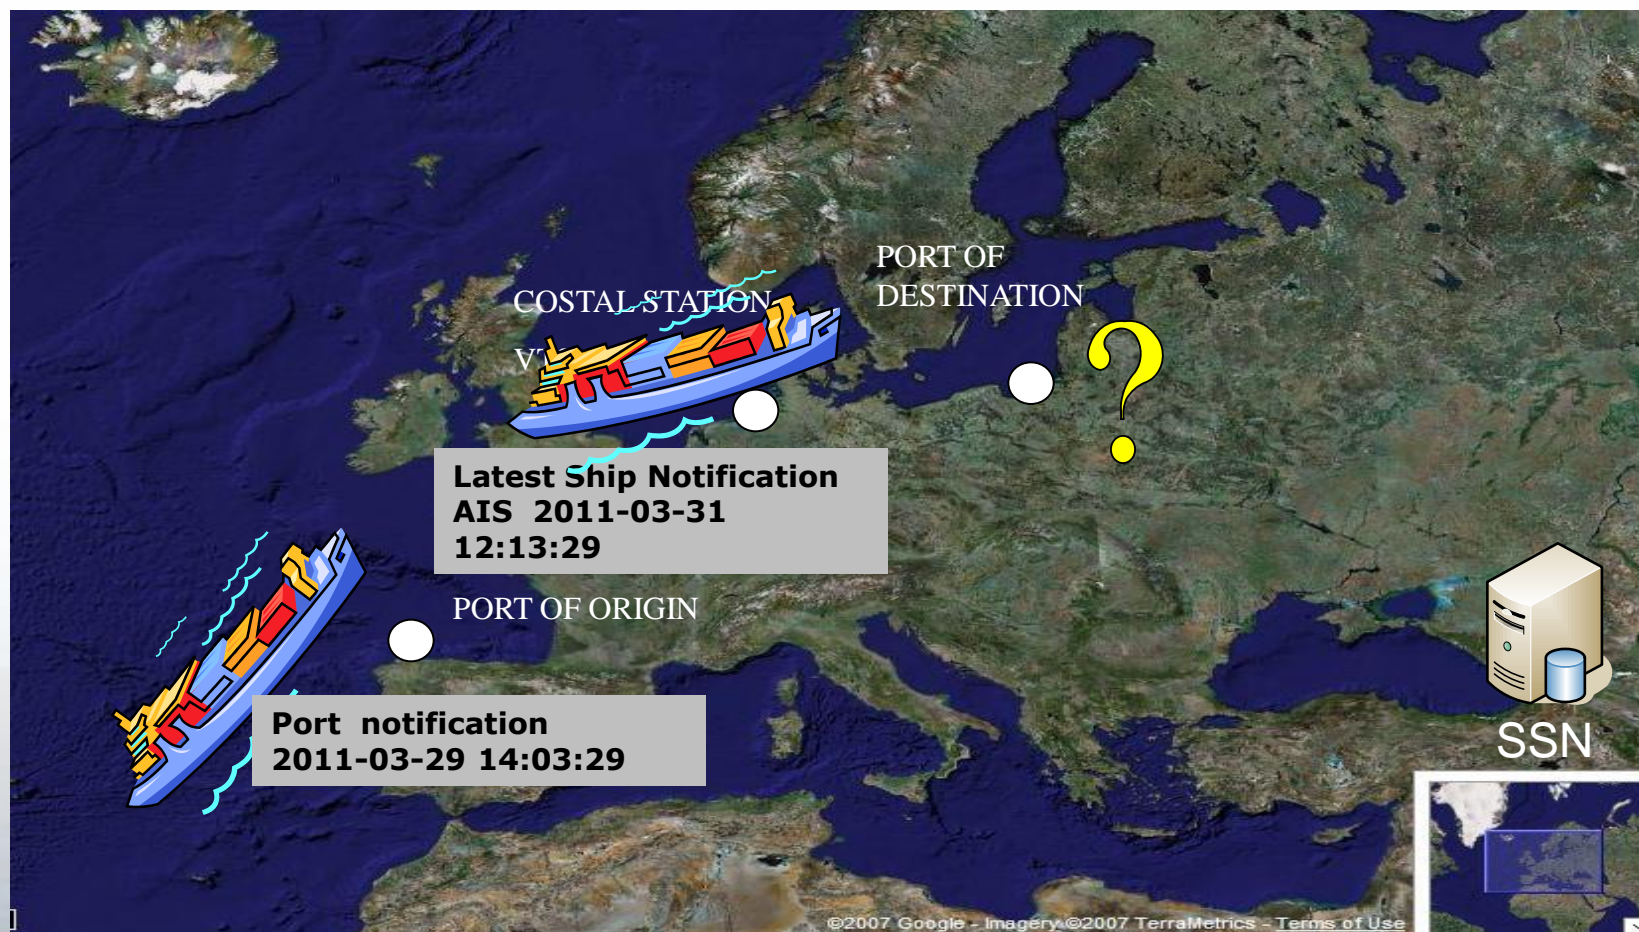 PORT OF
DESTINATION
COSTAL STATION
Latest Ship Notification
AIS 2011-03-31
12:13:29
PORT OF ORIGIN
Port notification
2011-03-29 14:03:29
SSN
©2007 Google - Imagery ©2007 TerraMetrics - Terms of Use